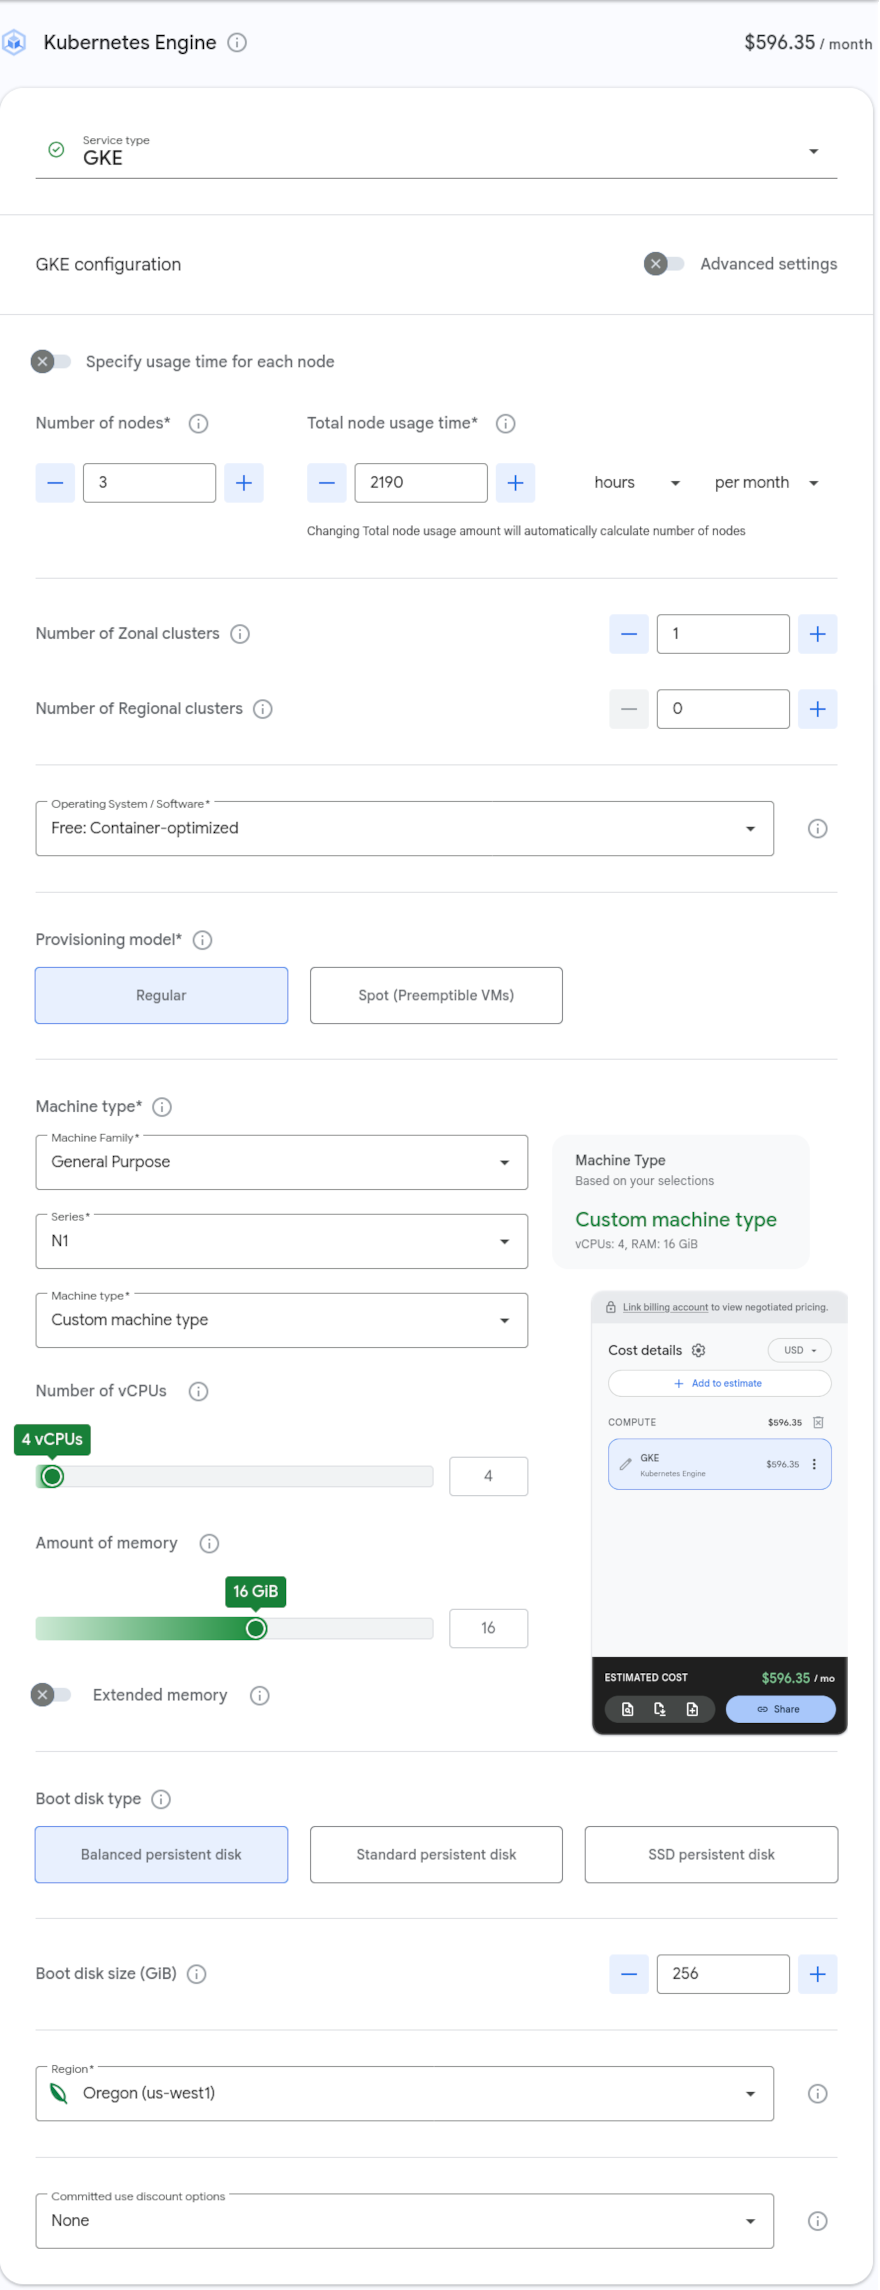 Kubernetes Engine
$596.35 / month
Service type
GKE
GKE configuration
Advanced settings
Specify usage time for each node
Number of nodes*
Total node usage time*
3
2190
hours
per month
Changing Total node usage amount will automatically calculate number of nodes
Number of Zonal clusters
1
Number of Regional clusters
0
Operating System / Software*
Free: Container-optimized
Provisioning model*
Regular
Spot (Preemptible VMs)
Machine type*
Machine Family*
General Purpose
Series*
N1
Machine type*
Custom machine type
Machine Type
Based on your selections
Custom machine type
vCPUs: 4, RAM: 16 GiB
Number of vCPUs
4 vCPUs
4
Amount of memory
16 GiB
16
Extended memory
Link billing account to view negotiated pricing.
Cost details
USD
+ Add to estimate
COMPUTE
$596.35
GKE
Kubernetes Engine
$596.35
ESTIMATED COST
$596.35 / mo
Share
Boot disk type
Balanced persistent disk
Standard persistent disk
SSD persistent disk
Boot disk size (GiB)
256
Region*
Oregon (us-west1)
Committed use discount options
None